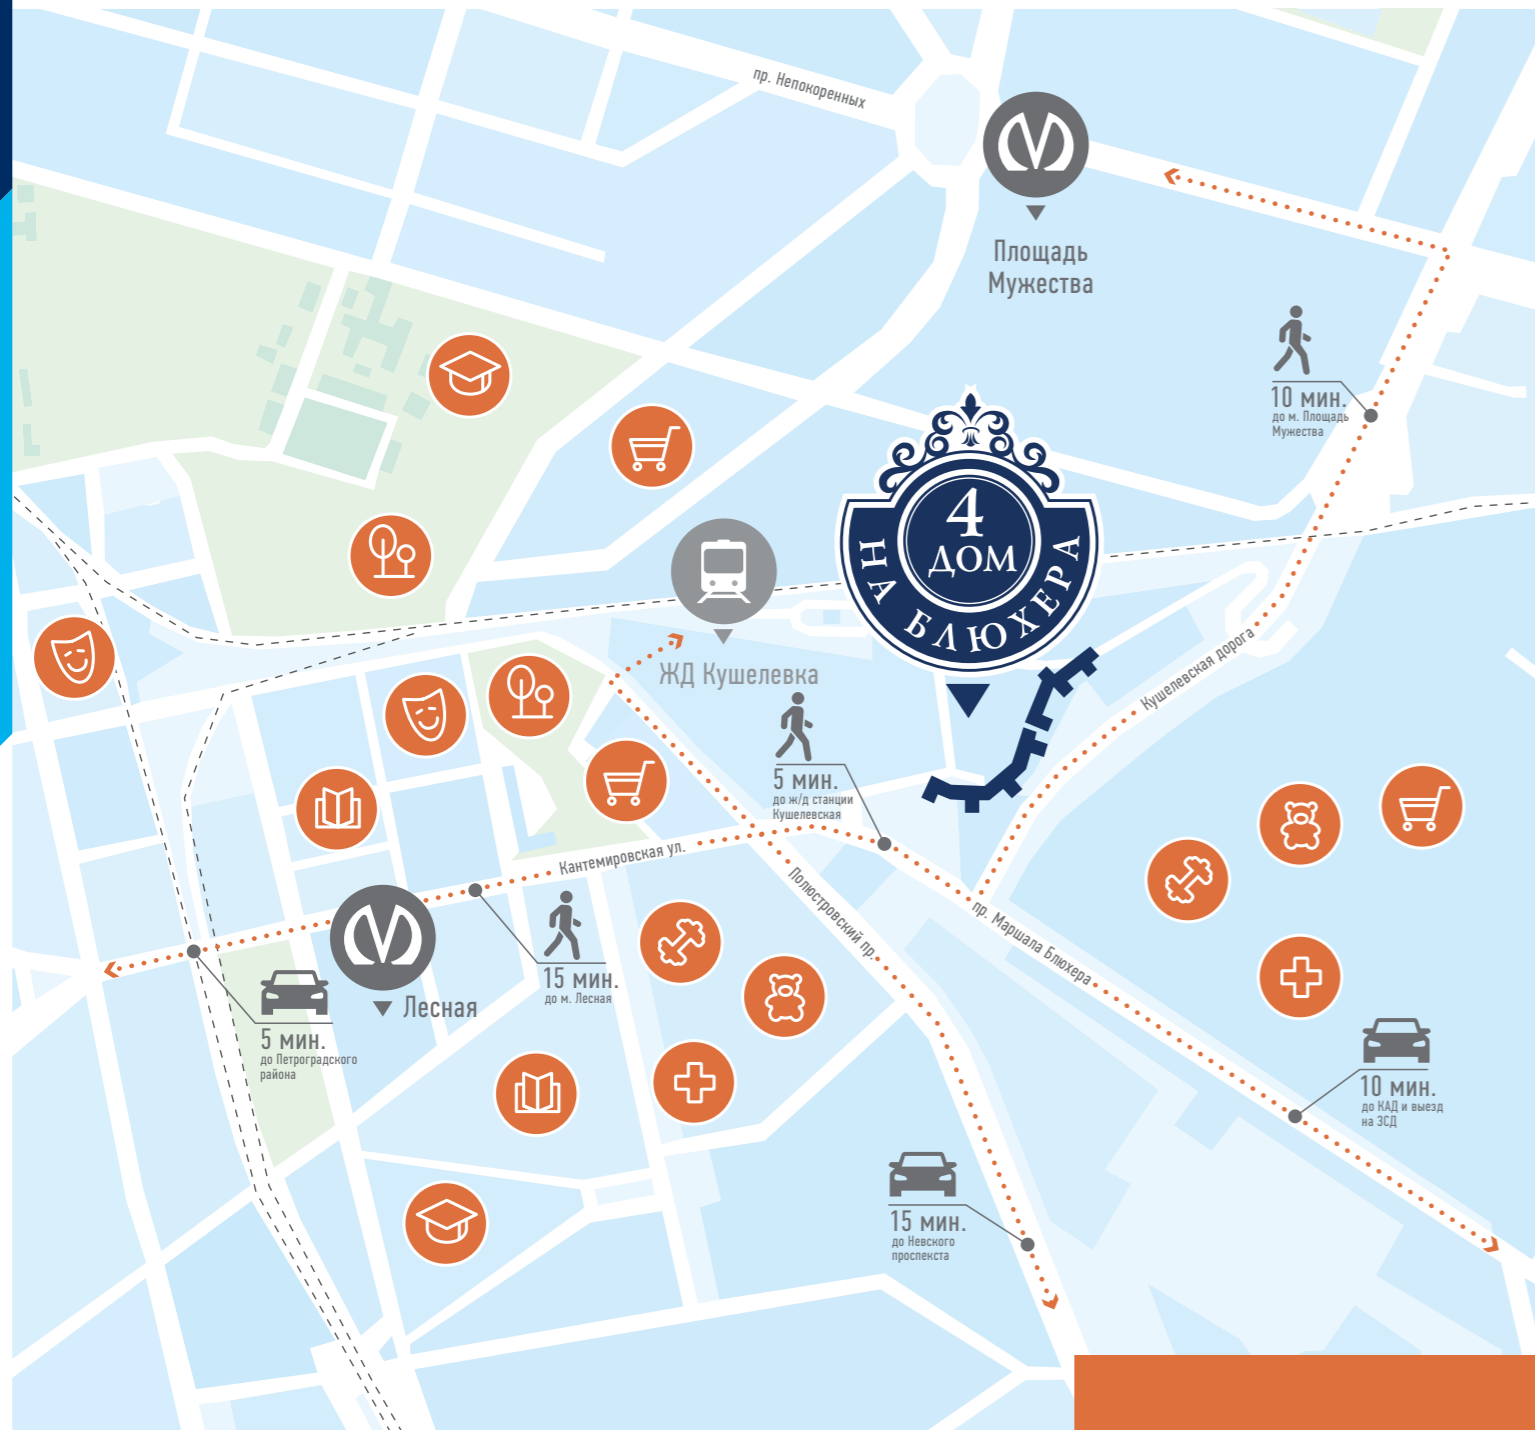 пр. Непокоренных
Площадь
Мужества
10 мин.
до м. Площадь
Мужества
4
ДОМ
НА БЛЮХЕРА
ЖД Кушелевка
Кушелевская дорога
5 мин.
до ж/д станции
Кушелевская
Кантемировская ул.
Полюстровский пр.
пр. Маршала Блюхера
Лесная
15 мин.
до м. Лесная
5 мин.
до Петроградского
района
10 мин.
до КАД и выезд
на ЗСД
15 мин.
до Невского
проспекста